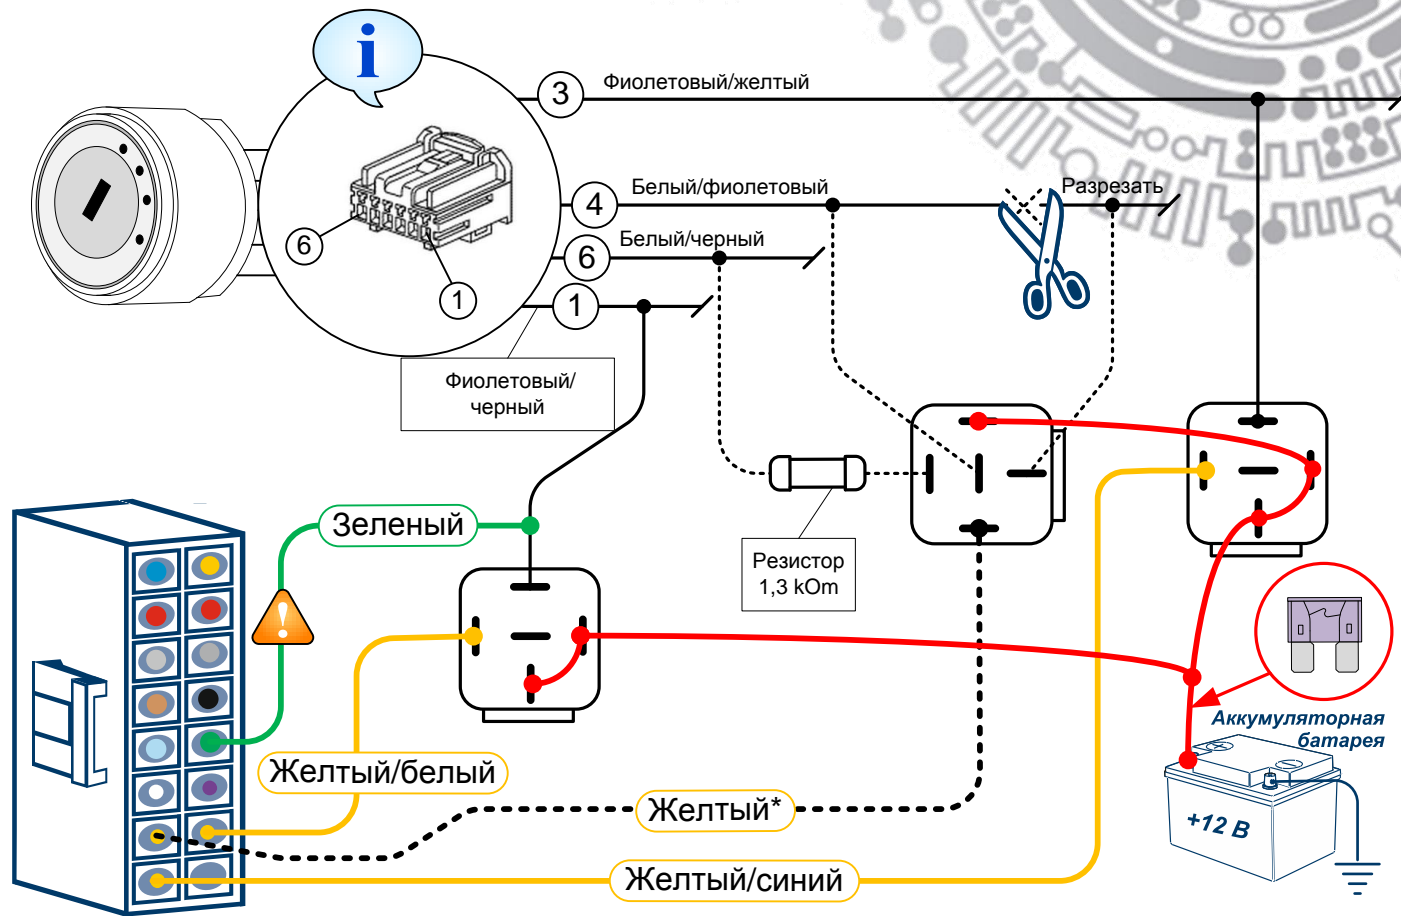 i
3
Фиолетовый/желтый
4
Белый/фиолетовый
Разрезать
6
Белый/черный
6
1
1
Фиолетовый/
черный
Зеленый
!
Резистор
1,3 kOm
Аккумуляторная
батарея
+12 В
Желтый/белый
Желтый*
Желтый/синий